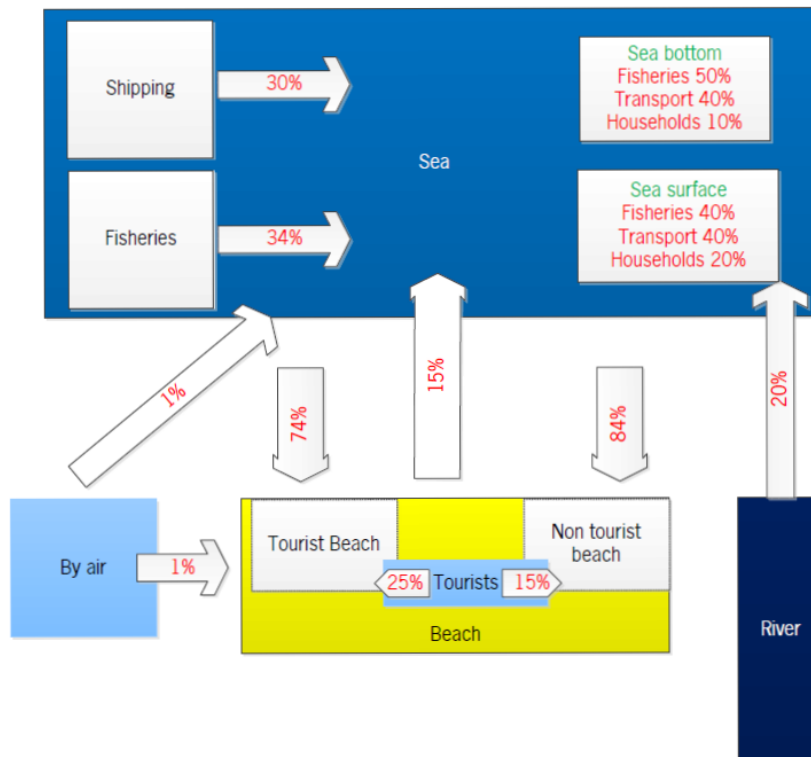 Shipping
30%
Sea bottom
Fisheries 50%
Transport 40%
Households 10%
Sea
Fisheries
34%
Sea surface
Fisheries 40%
Transport 40%
Households 20%
1%
74%
15%
84%
20%
By air
1%
Tourist Beach
Non tourist
beach
25%
Tourists
15%
Beach
River